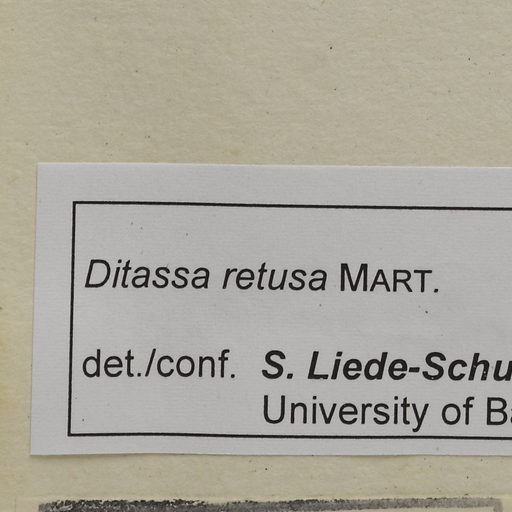 Ditassa retusa MART.
det./conf. S. Liede-Schu
University of Ba